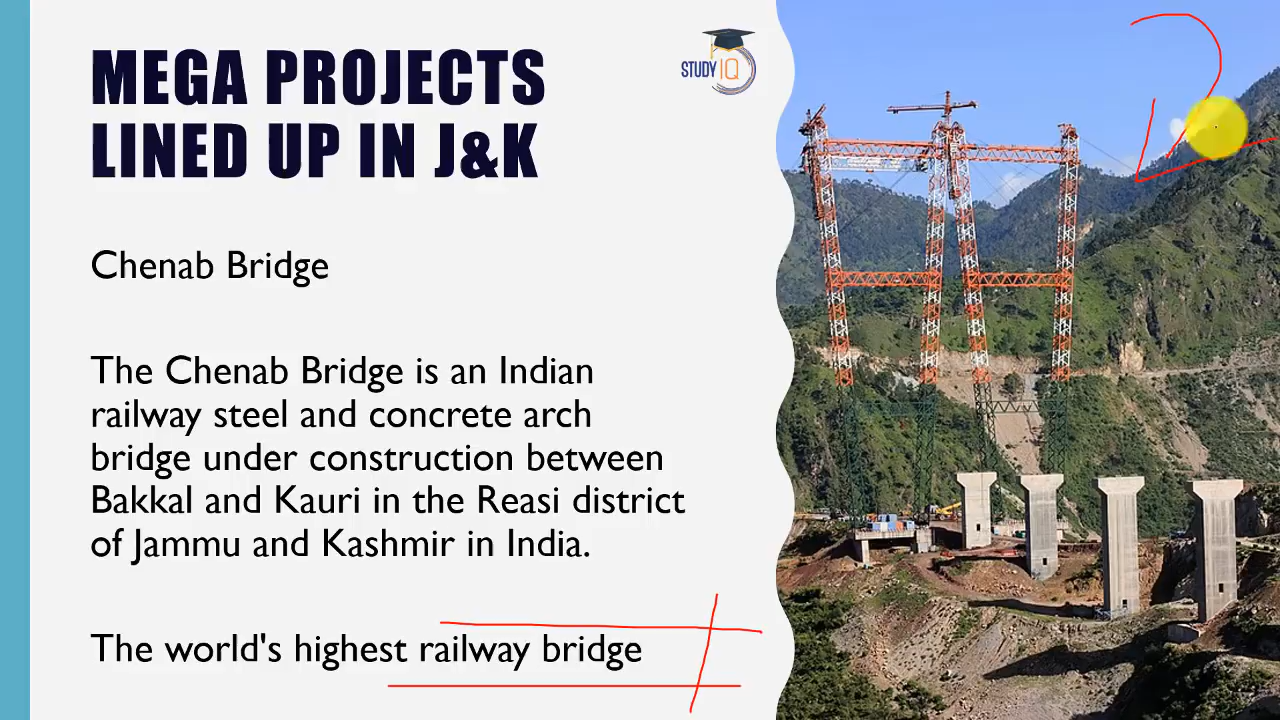 MEGA PROJECTS
LINED UP IN J&K
STUDY IQ
Chenab Bridge
The Chenab Bridge is an Indian
railway steel and concrete arch
bridge under construction between
Bakkal and Kauri in the Reasi district
of Jammu and Kashmir in India.
The world's highest railway bridge